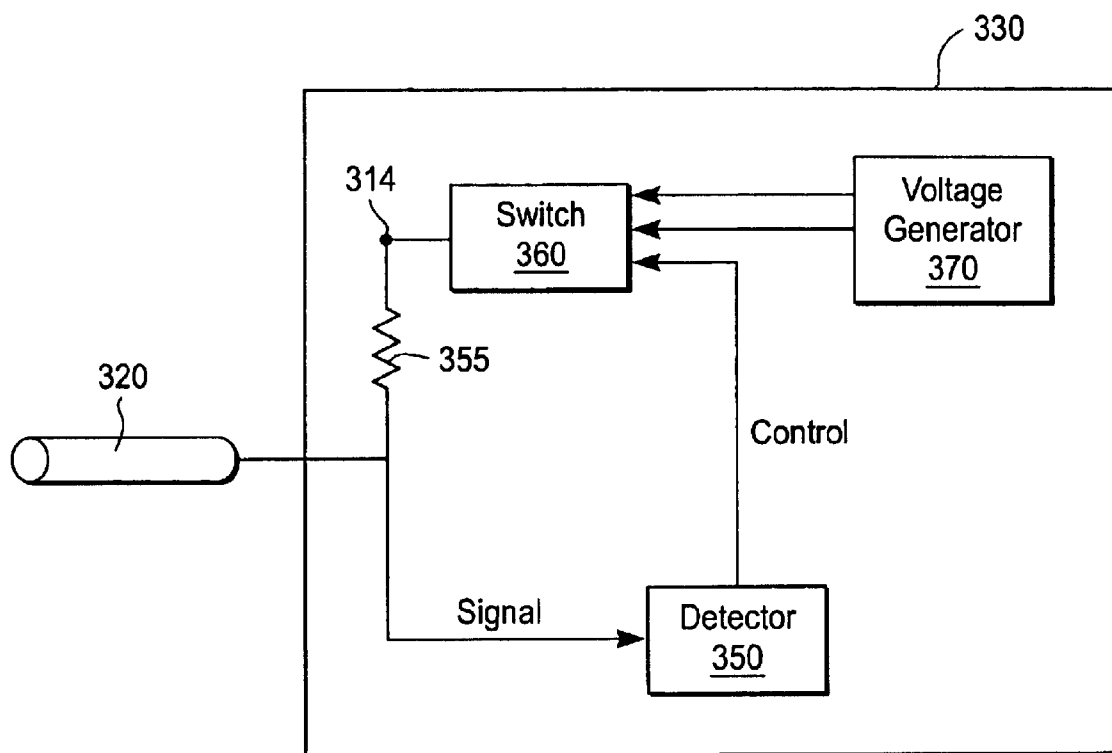 330
314
Switch
360
Voltage
Generator
370
355
320
Control
Signal
Detector
350